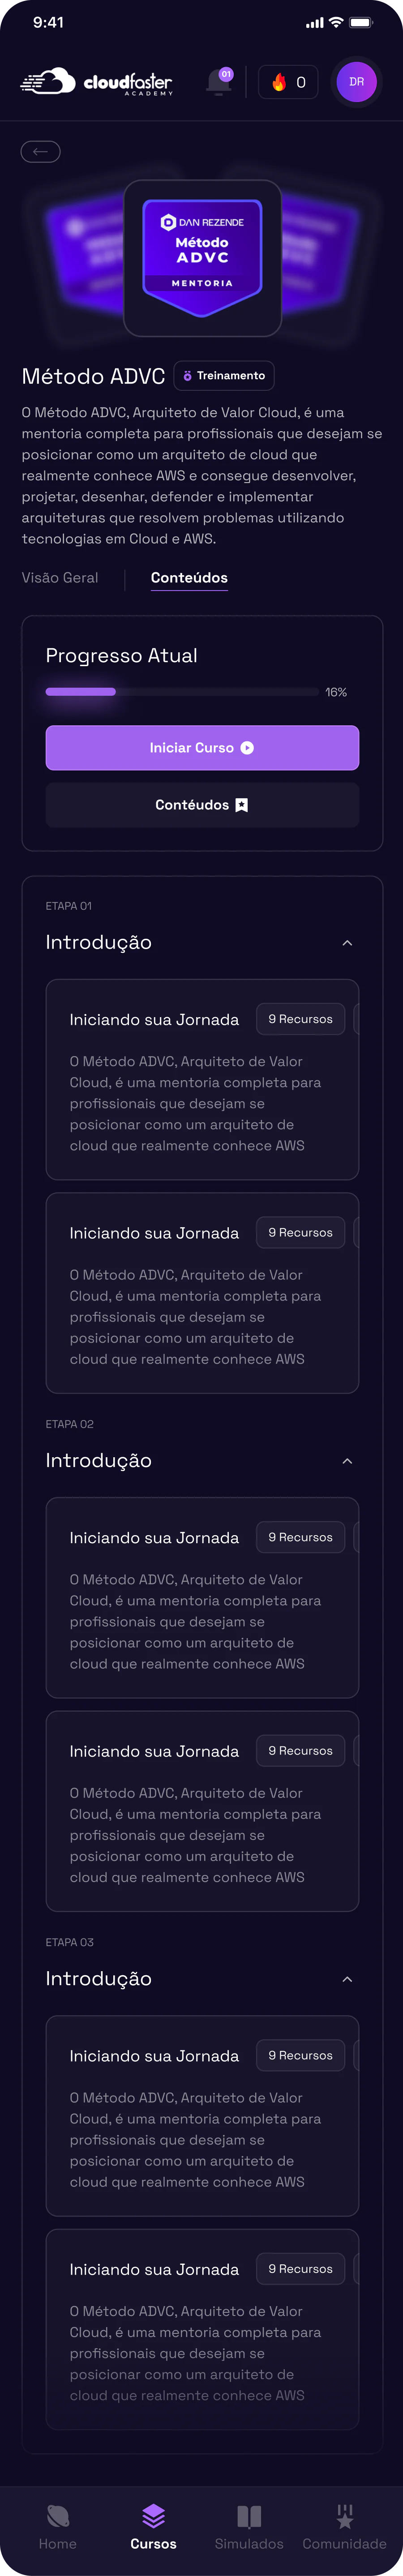 9:41
cloudfaster
ACADEMY
01
0
DR
DAN REZENDE
Método
ADVC
MENTORIA
Método ADVC
Treinamento
O Método ADVC, Arquiteto de Valor Cloud, é uma
mentoria completa para profissionais que desejam se
posicionar como um arquiteto de cloud que
realmente conhece AWS e consegue desenvolver,
projetar, desenhar, defender e implementar
arquiteturas que resolvem problemas utilizando
tecnologias em Cloud e AWS.
Visão Geral
Conteúdos
Progresso Atual
16%
Iniciar Curso
Contéudos
ETAPA 01
Introdução
Iniciando sua Jornada
9 Recursos
O Método ADVC, Arquiteto de Valor
Cloud, é uma mentoria completa para
profissionais que desejam se
posicionar como um arquiteto de
cloud que realmente conhece AWS
Iniciando sua Jornada
9 Recursos
O Método ADVC, Arquiteto de Valor
Cloud, é uma mentoria completa para
profissionais que desejam se
posicionar como um arquiteto de
cloud que realmente conhece AWS
ETAPA 02
Introdução
Iniciando sua Jornada
9 Recursos
O Método ADVC, Arquiteto de Valor
Cloud, é uma mentoria completa para
profissionais que desejam se
posicionar como um arquiteto de
cloud que realmente conhece AWS
Iniciando sua Jornada
9 Recursos
O Método ADVC, Arquiteto de Valor
Cloud, é uma mentoria completa para
profissionais que desejam se
posicionar como um arquiteto de
cloud que realmente conhece AWS
ETAPA 03
Introdução
Iniciando sua Jornada
9 Recursos
O Método ADVC, Arquiteto de Valor
Cloud, é uma mentoria completa para
profissionais que desejam se
posicionar como um arquiteto de
cloud que realmente conhece AWS
Iniciando sua Jornada
9 Recursos
O Método ADVC, Arquiteto de Valor
Cloud, é uma mentoria completa para
profissionais que desejam se
posicionar como um arquiteto de
cloud que realmente conhece AWS
Home
Cursos
Simulados
Comunidade